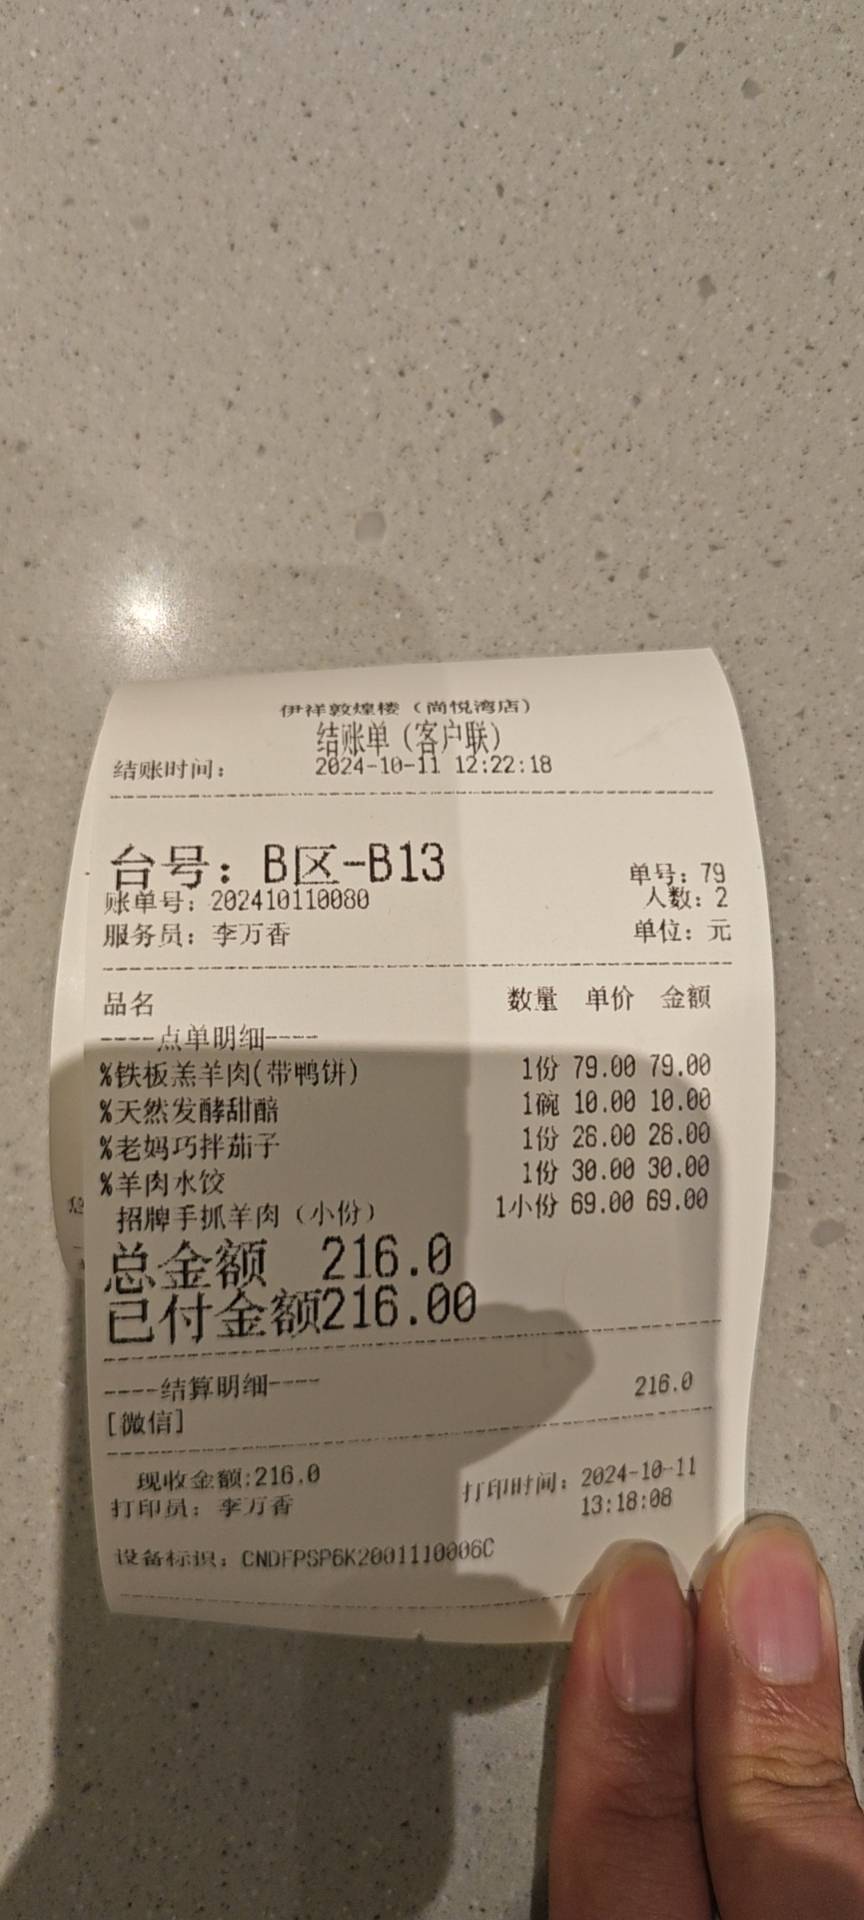 伊祥敦煌楼（尚悦湾店）
结账单（客户联）
结账时间： 2024-10-11 12:22:18
台号：B区-B13 单号：79
账单号：202410110080 人数：2
服务员：李万香 单位：元
品名 数量 单价 金额
----点单明细----
%铁板羔羊肉(带鸭饼) 1份 79.00 79.00
%天然发酵甜醅 1碗 10.00 10.00
%老妈巧拌茄子 1份 28.00 28.00
%羊肉水饺 1份 30.00 30.00
招牌手抓羊肉（小份） 1小份 69.00 69.00
总金额 216.0
已付金额216.00
----结算明细----
[微信] 216.0
现收金额:216.0
打印员：李万香 打印时间：2024-10-11
13:18:08
设备标识：CNDFPSP6K2001110006C